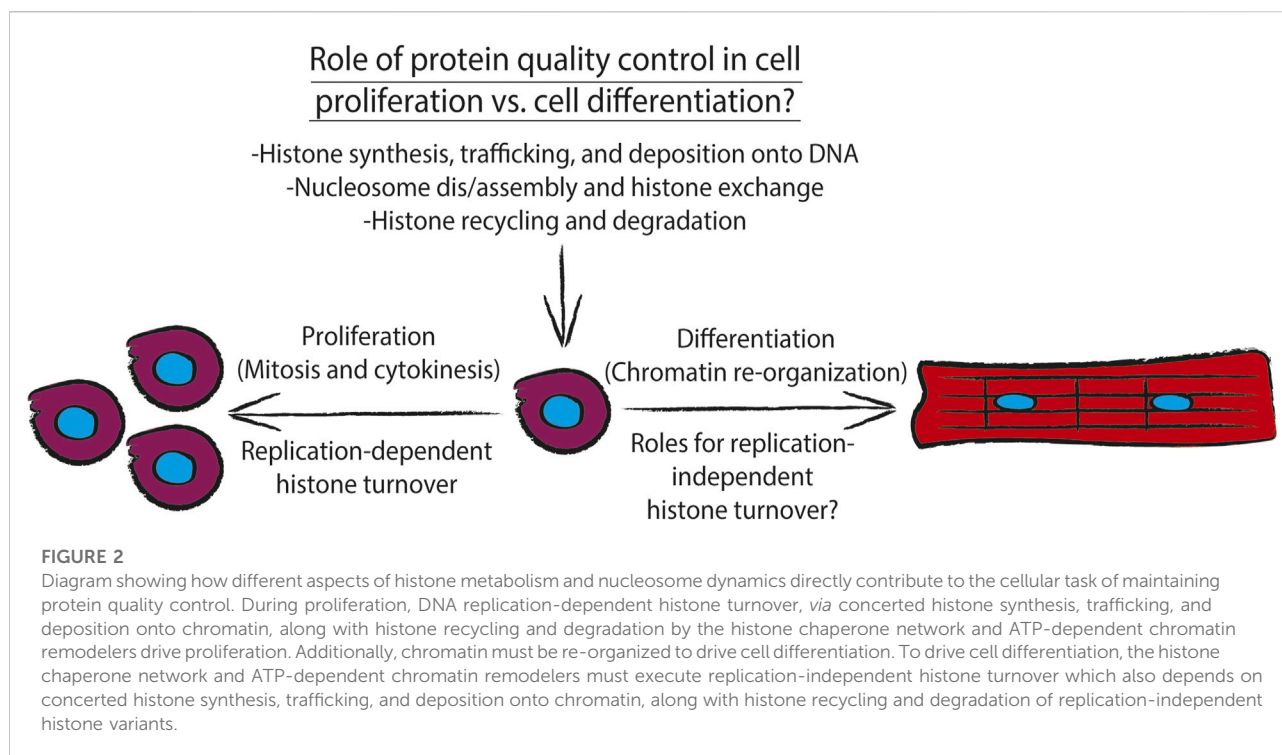 Role of protein quality control in cell
proliferation vs. cell differentiation?
-Histone synthesis, trafficking, and deposition onto DNA
-Nucleosome dis/assembly and histone exchange
-Histone recycling and degradation
Proliferation
(Mitosis and cytokinesis)
Replication-dependent
histone turnover
Differentiation
(Chromatin re-organization)
Roles for replication-
independent
histone turnover?
FIGURE 2
Diagram showing how different aspects of histone metabolism and nucleosome dynamics directly contribute to the cellular task of maintaining
protein quality control. During proliferation, DNA replication-dependent histone turnover, via concerted histone synthesis, trafficking, and
deposition onto chromatin, along with histone recycling and degradation by the histone chaperone network and ATP-dependent chromatin
remodelers drive proliferation. Additionally, chromatin must be re-organized to drive cell differentiation. To drive cell differentiation, the histone
chaperone network and ATP-dependent chromatin remodelers must execute replication-independent histone turnover which also depends on
concerted histone synthesis, trafficking, and deposition onto chromatin, along with histone recycling and degradation of replication-independent
histone variants.